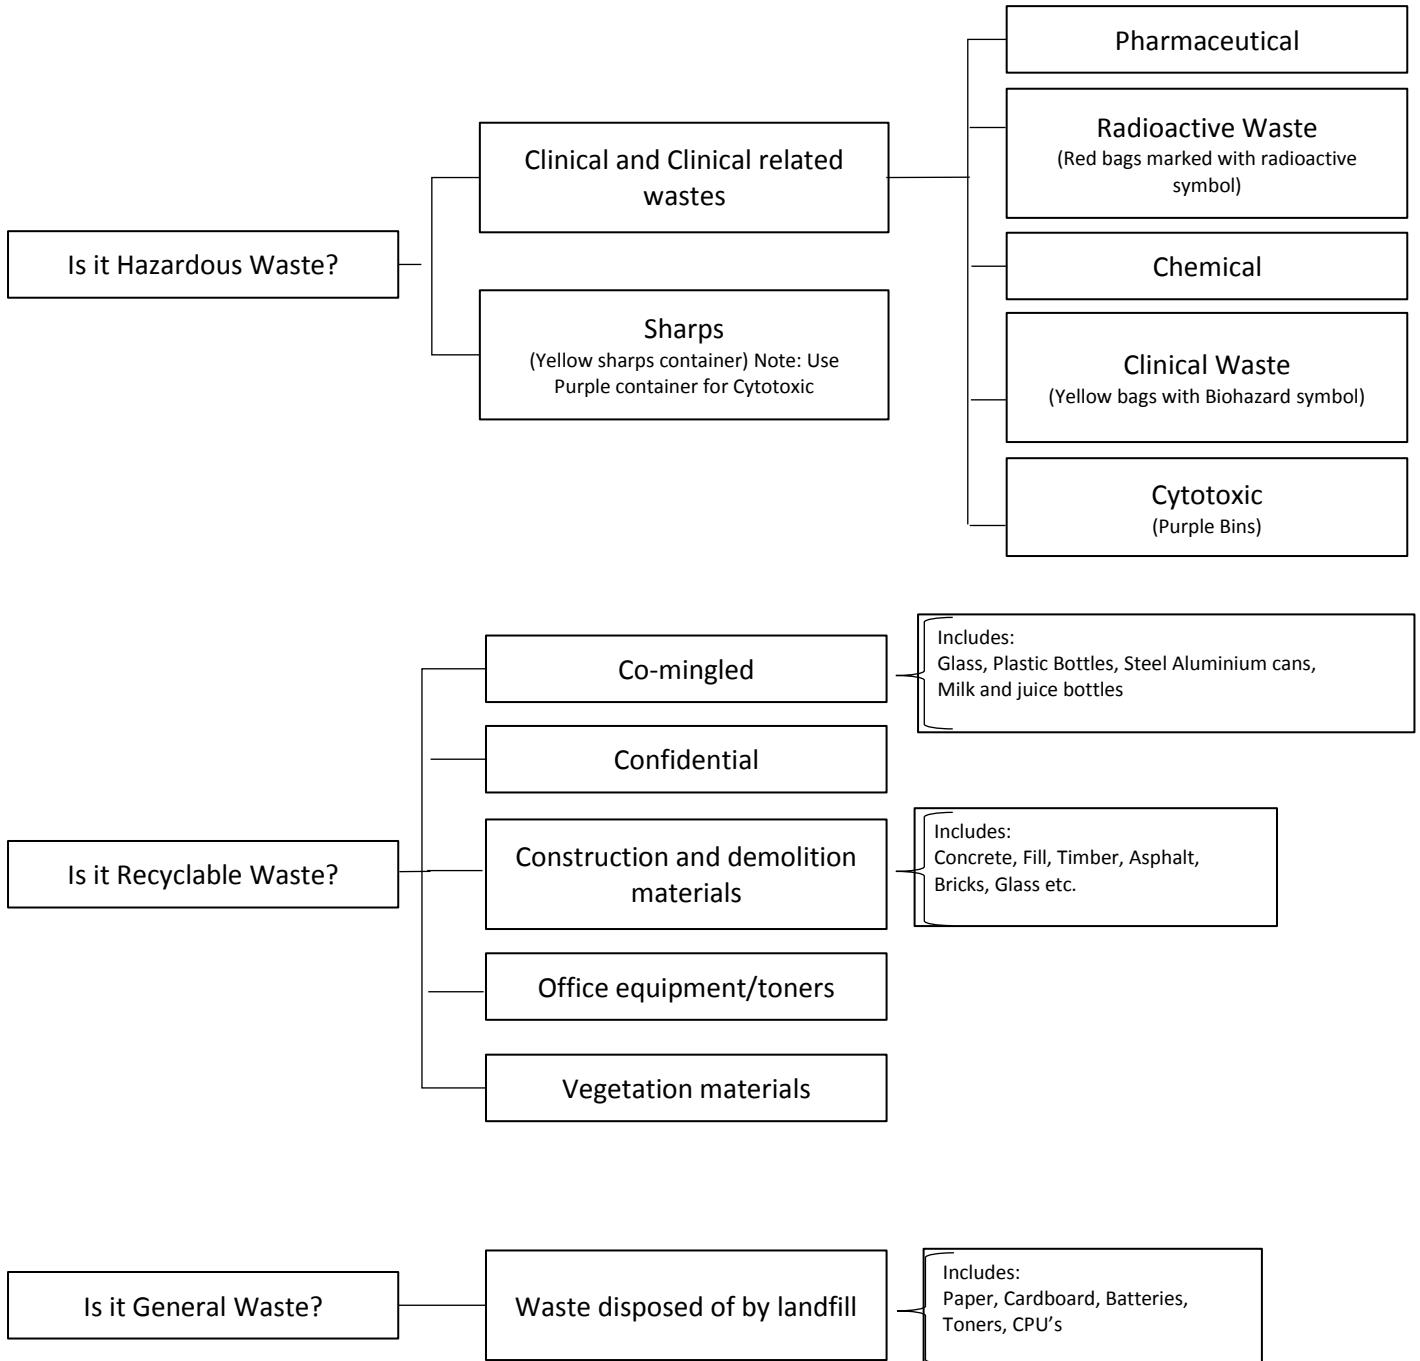 Pharmaceutical
Radioactive Waste
(Red bags marked with radioactive
symbol)
Clinical and Clinical related
wastes
Is it Hazardous Waste?
Chemical
Sharps
(Yellow sharps container) Note: Use
Purple container for Cytotoxic
Clinical Waste
(Yellow bags with Biohazard symbol)
Cytotoxic
(Purple Bins)
Co-mingled
Includes:
Glass, Plastic Bottles, Steel Aluminium cans,
Milk and juice bottles
Confidential
Is it Recyclable Waste?
Construction and demolition
materials
Includes:
Concrete, Fill, Timber, Asphalt,
Bricks, Glass etc.
Office equipment/toners
Vegetation materials
Is it General Waste?
Waste disposed of by landfill
Includes:
Paper, Cardboard, Batteries,
Toners, CPU’s